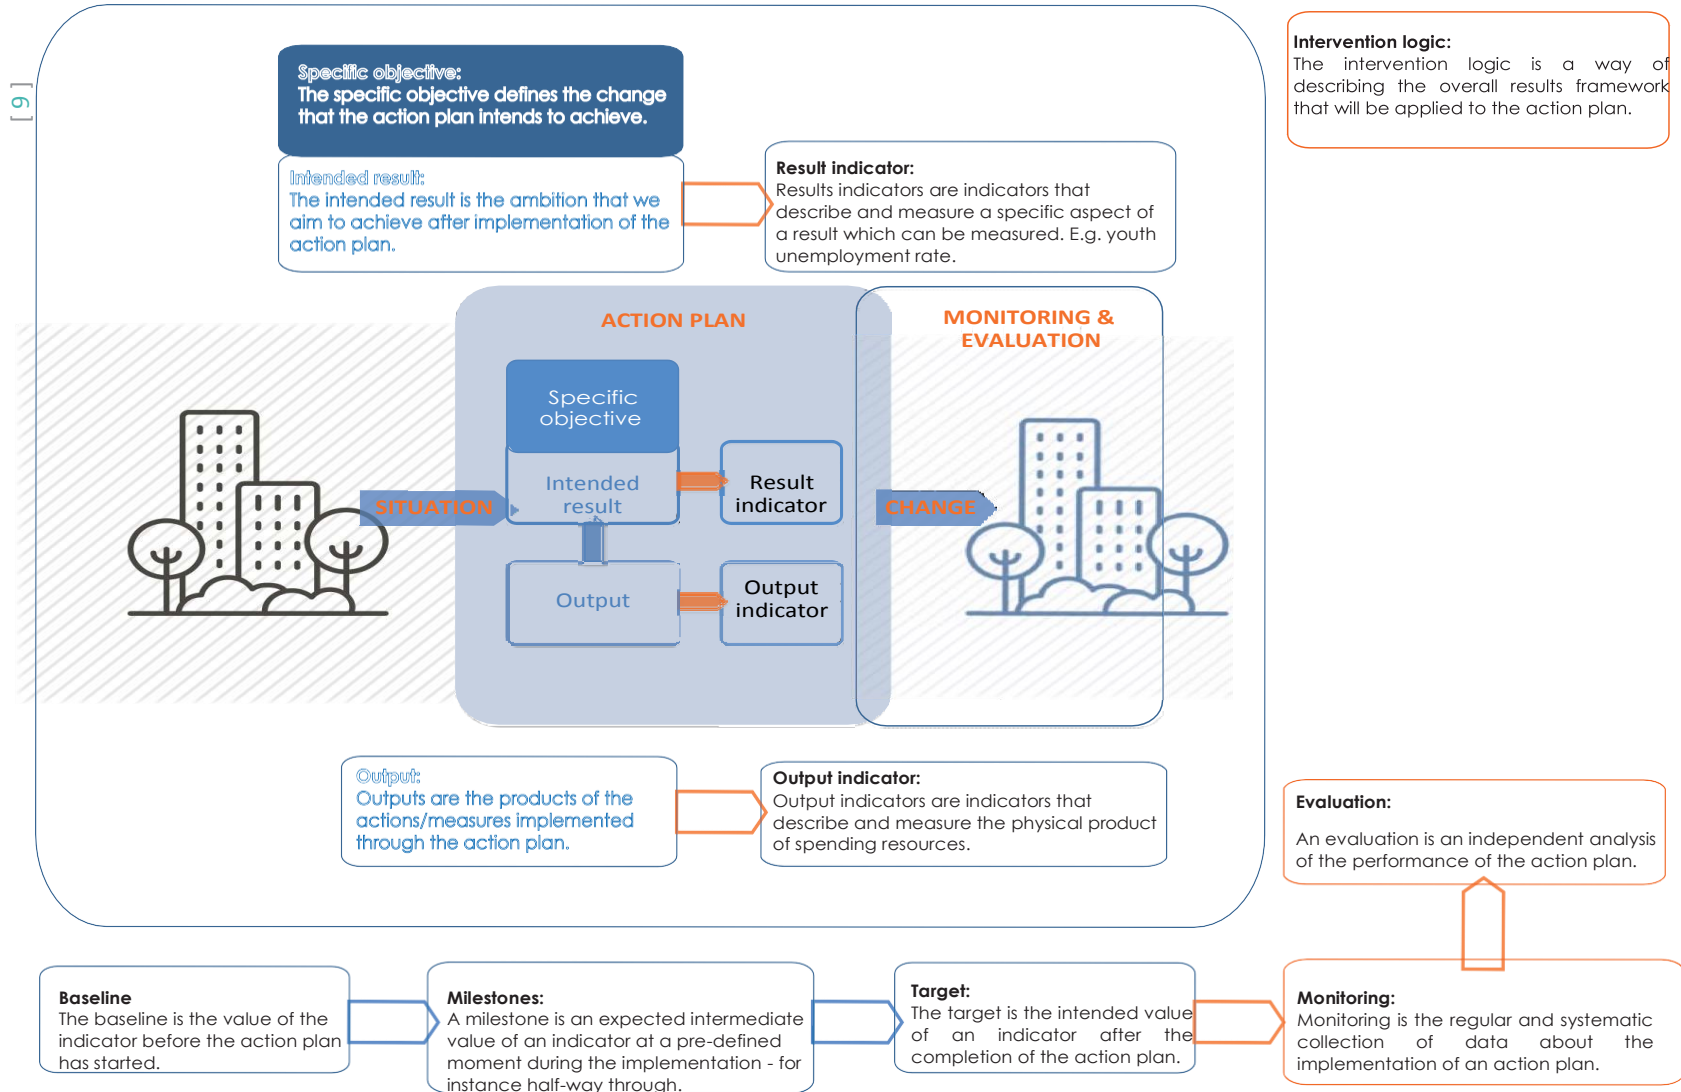 [ 9 ]
Specific objective:
The specific objective defines the change
that the action plan intends to achieve.
Intended result:
The intended result is the ambition that we
aim to achieve after implementation of the
action plan.
Result indicator:
Results indicators are indicators that
describe and measure a specific aspect of
a result which can be measured. E.g. youth
unemployment rate.
Intervention logic:
The intervention logic is a way of
describing the overall results framework
that will be applied to the action plan.
ACTION PLAN
MONITORING &
EVALUATION
Specific
objective
SITUATION
Intended
result
Result
indicator
CHANGE
Output
Output
indicator
Output:
Outputs are the products of the
actions/measures implemented
through the action plan.
Output indicator:
Output indicators are indicators that
describe and measure the physical product
of spending resources.
Evaluation:
An evaluation is an independent analysis
of the performance of the action plan.
Baseline
The baseline is the value of the
indicator before the action plan
has started.
Milestones:
A milestone is an expected intermediate
value of an indicator at a pre-defined
moment during the implementation - for
instance half-way through.
Target:
The target is the intended value
of an indicator after the
completion of the action plan.
Monitoring:
Monitoring is the regular and systematic
collection of data about the
implementation of an action plan.